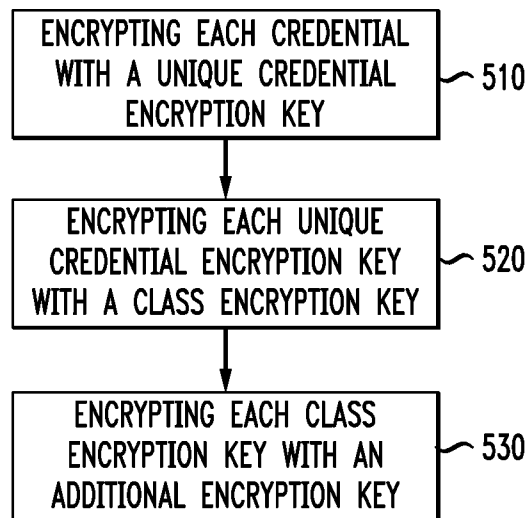 ENCRYPTING EACH CREDENTIAL
WITH A UNIQUE CREDENTIAL
ENCRYPTION KEY
510
ENCRYPTING EACH UNIQUE
CREDENTIAL ENCRYPTION KEY
WITH A CLASS ENCRYPTION KEY
520
ENCRYPTING EACH CLASS
ENCRYPTION KEY WITH AN
ADDITIONAL ENCRYPTION KEY
530